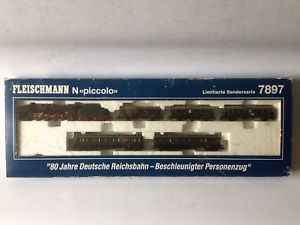 FLEISCHMANN N «piccolo» Limitierte Sonderserie 7897
"80 Jahre Deutsche Reichsbahn – Beschleunigter Personenzug"